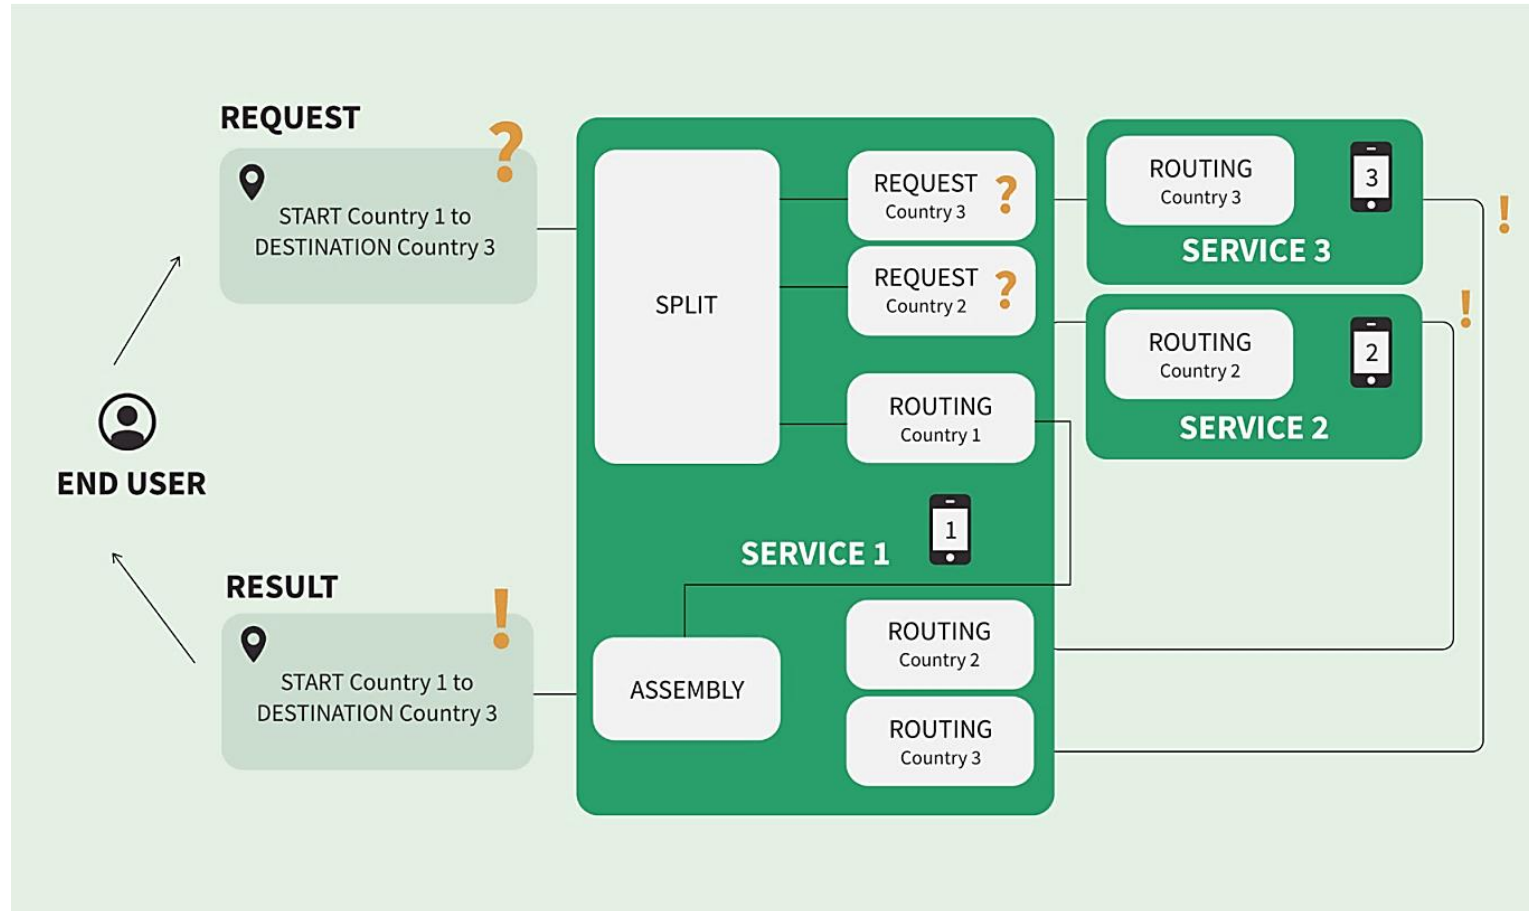 REQUEST
?
START Country 1 to
DESTINATION Country 3
END USER
RESULT
!
START Country 1 to
DESTINATION Country 3
SPLIT
REQUEST ?
Country 3
REQUEST ?
Country 2
ROUTING
Country 1
1
SERVICE 1
ASSEMBLY
ROUTING
Country 2
ROUTING
Country 3
ROUTING
Country 3
3
SERVICE 3
!
ROUTING
Country 2
2
SERVICE 2
!